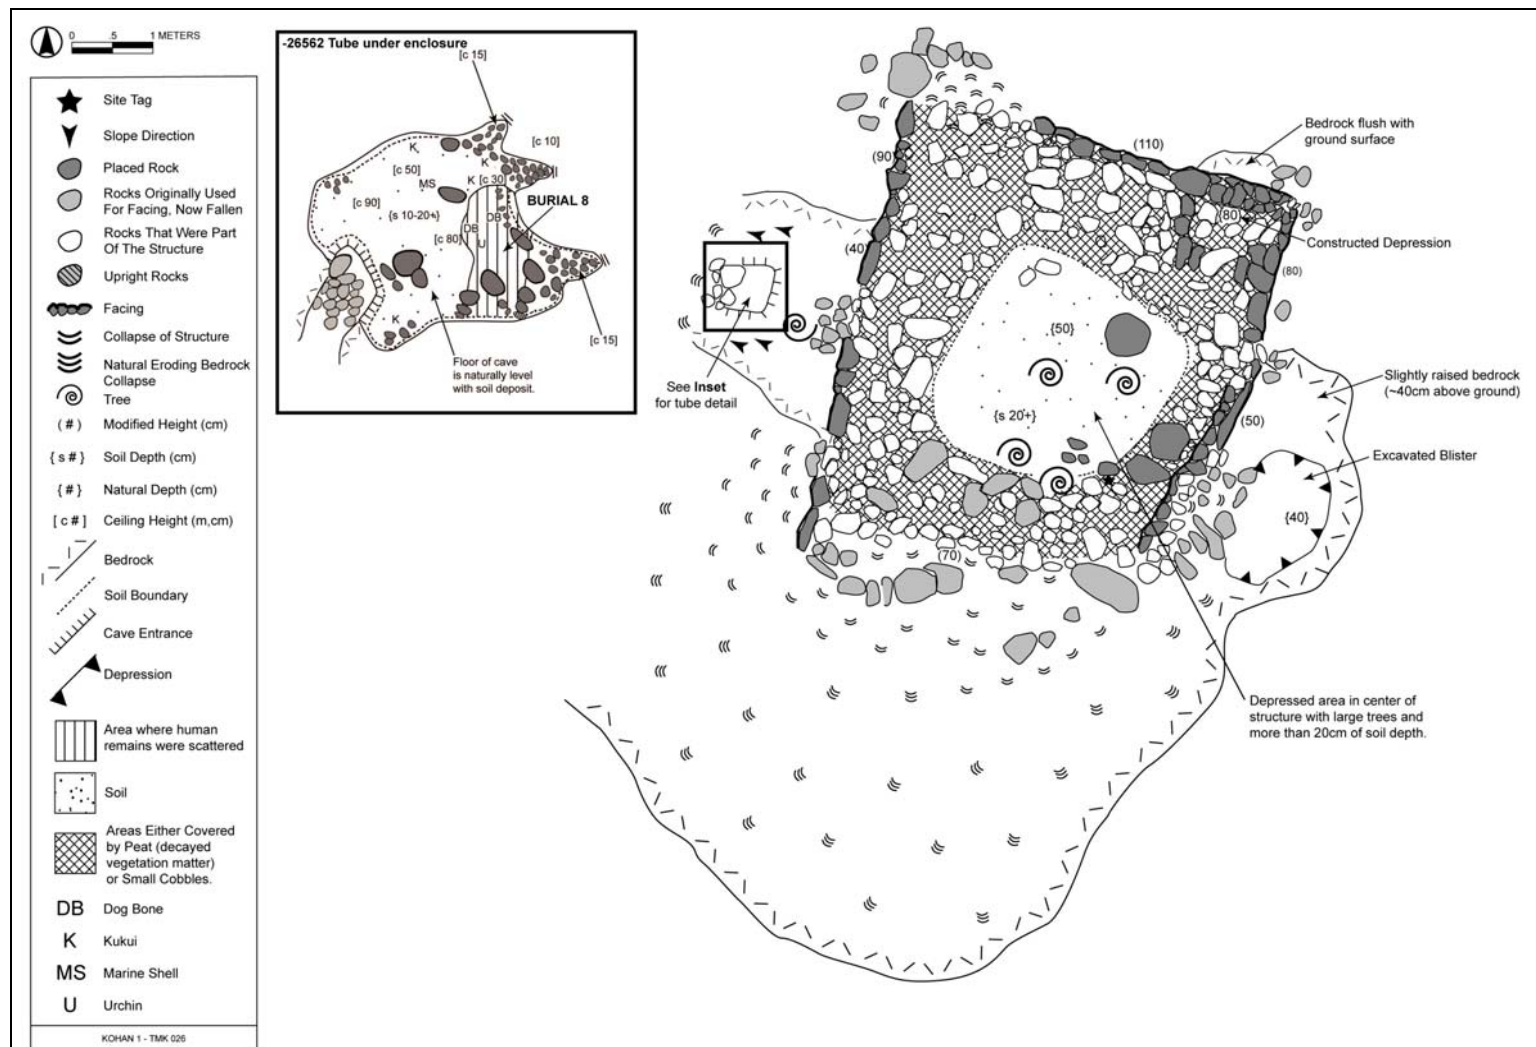 0 .5 1 METERS
Site Tag
Slope Direction
Placed Rock
Rocks Originally Used
For Facing, Now Fallen
Rocks That Were Part
Of The Structure
Upright Rocks
Facing
Collapse of Structure
Natural Eroding Bedrock
Collapse
Tree
(#) Modified Height (cm)
{s #} Soil Depth (cm)
{#} Natural Depth (cm)
[c #] Ceiling Height (m,cm)
Bedrock
Soil Boundary
Cave Entrance
Depression
Area where human
remains were scattered
Soil
Areas Either Covered
by Peat (decayed
vegetation matter)
or Small Cobbles.
DB Dog Bone
K Kukui
MS Marine Shell
U Urchin
KOHAN 1 - TMK 026
-26562 Tube under enclosure
[c 15]
K
[c 10]
K
[c 50]
MS
K
[c 30]
[c 90]
{s 10-20+}
DB
BURIAL 8
DB
[c 80]
U
K
[c 15]
Floor of cave
is naturally level
with soil deposit.
See Inset
for tube detail
(90)
(110)
Bedrock flush with
ground surface
{80}
Constructed Depression
(40)
(80)
{50}
{s 20+}
Slightly raised bedrock
(~40cm above ground)
(50)
Excavated Blister
{40}
(70)
Depressed area in center of
structure with large trees and
more than 20cm of soil depth.